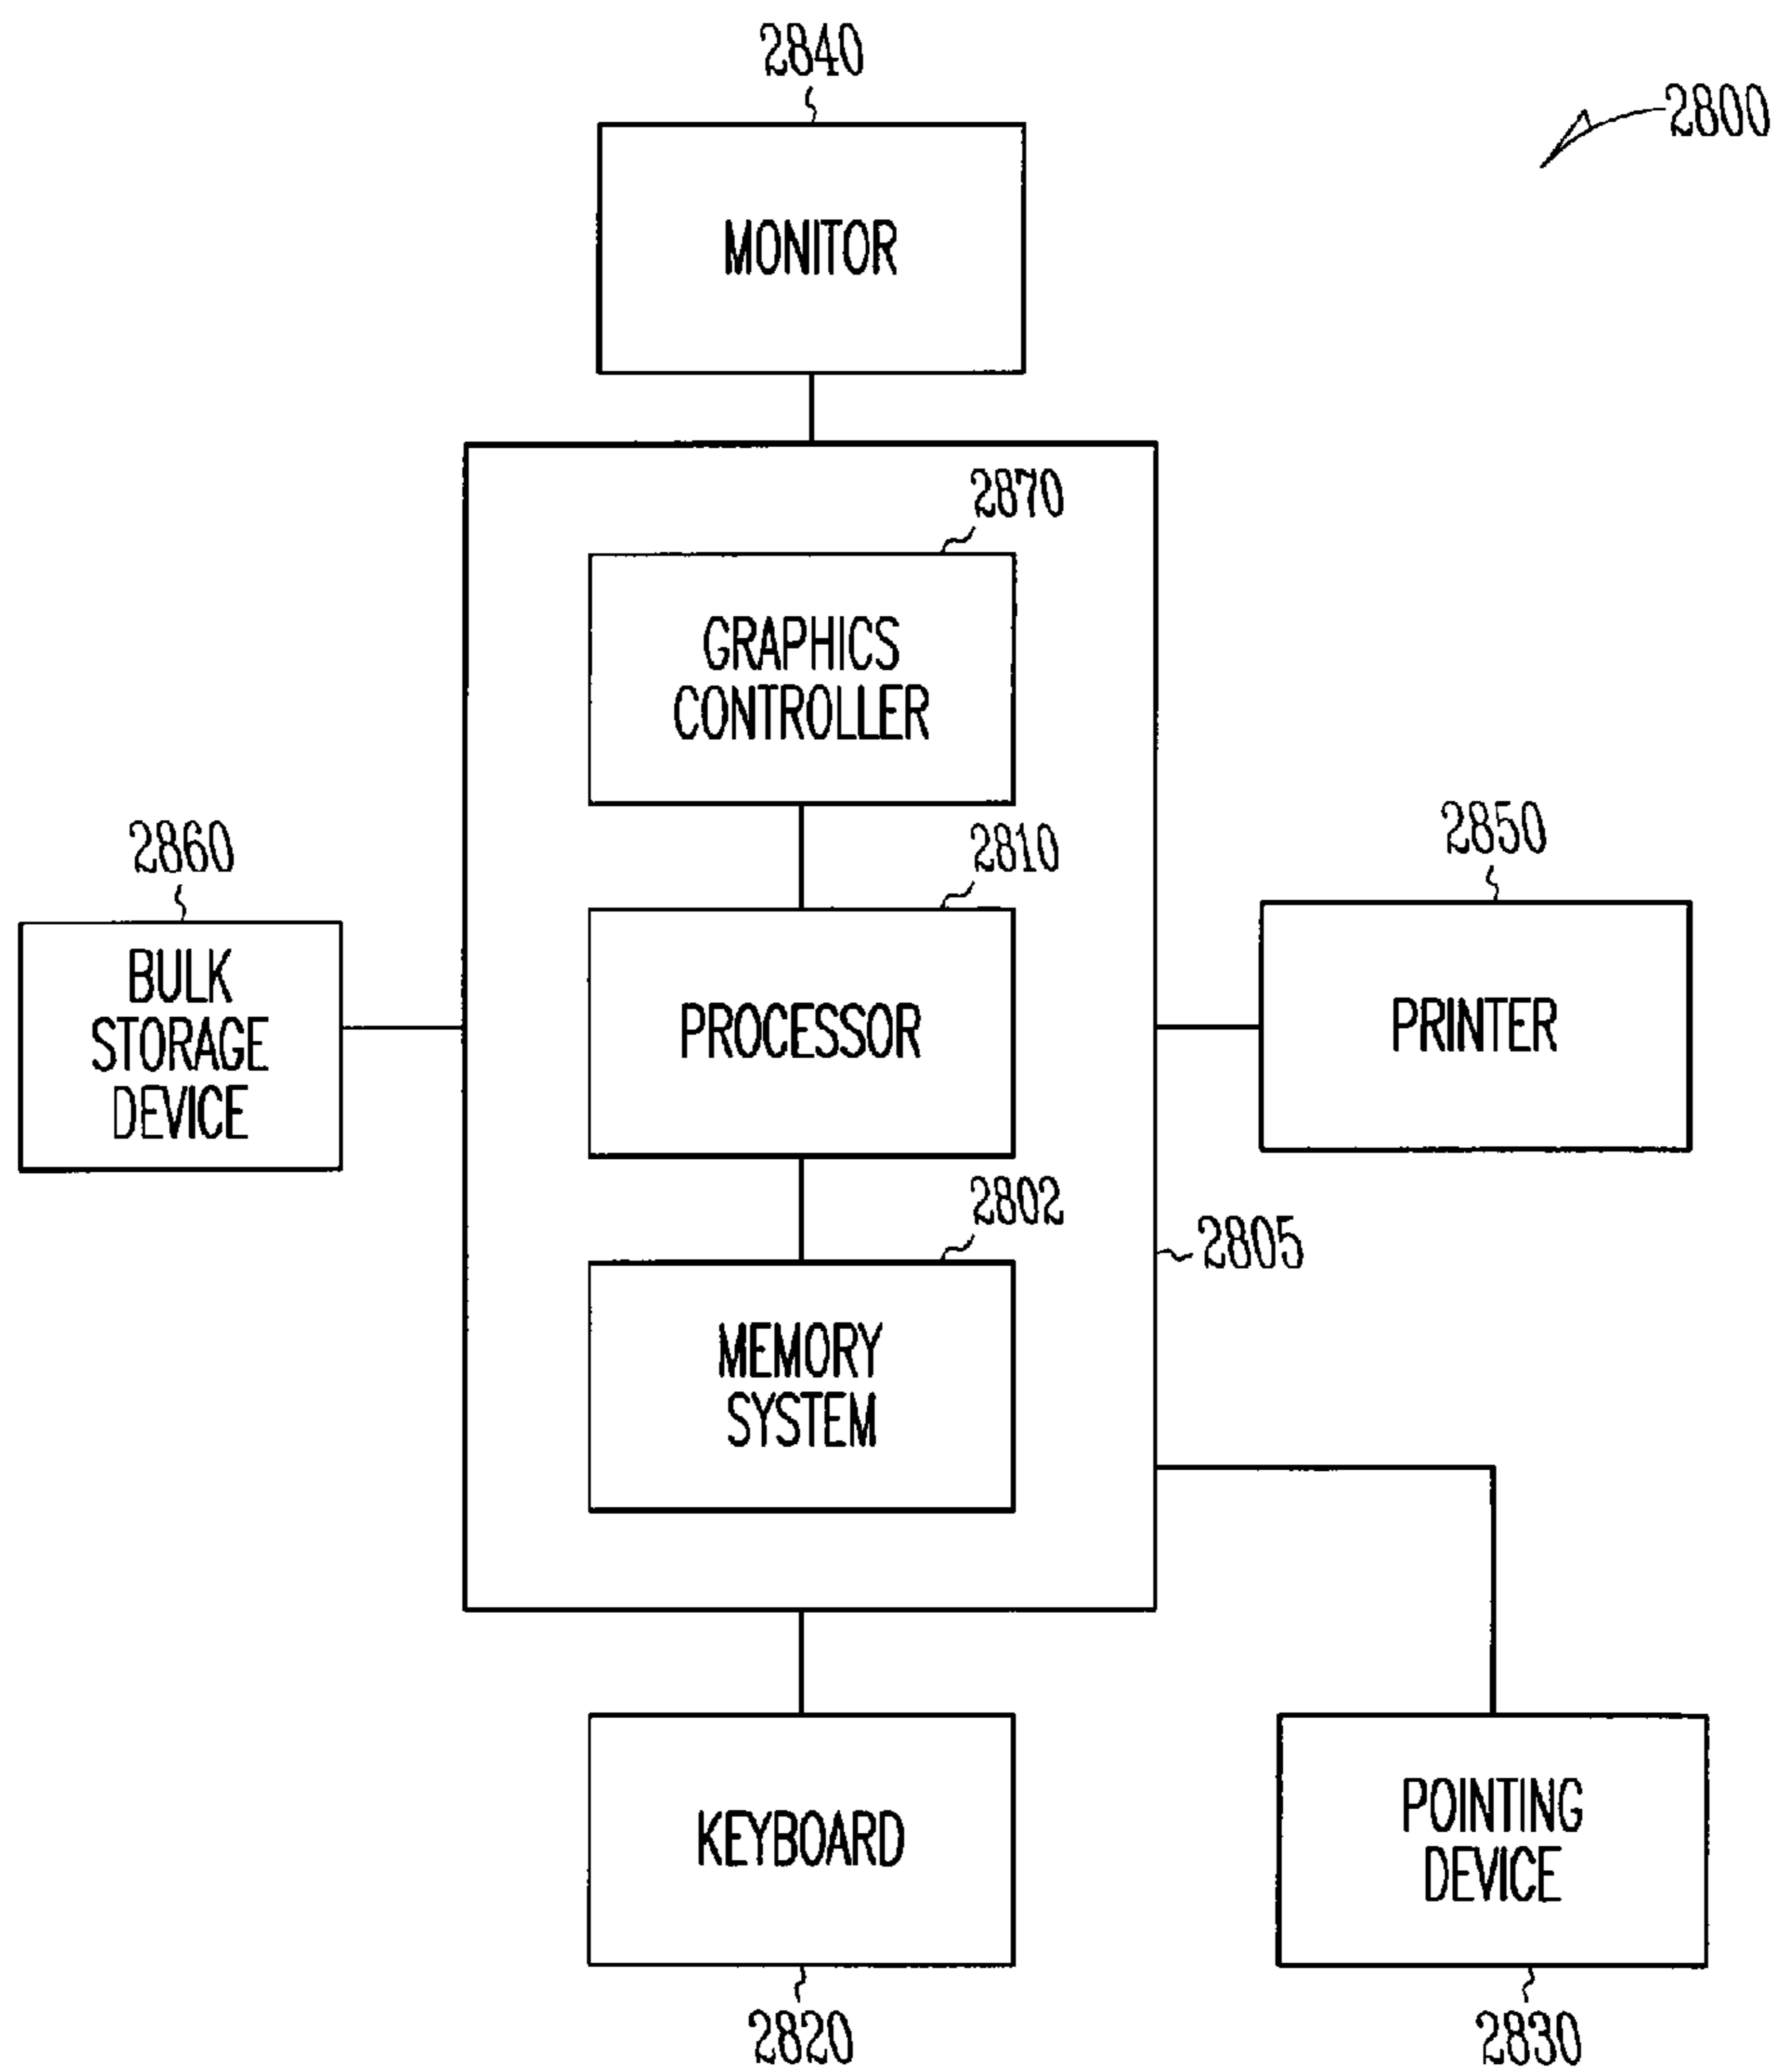 2840
2800
MONITOR
2870
GRAPHICS
CONTROLLER
2860
2810
2850
BULK
STORAGE
DEVICE
PROCESSOR
PRINTER
2802
2805
MEMORY
SYSTEM
KEYBOARD
POINTING
DEVICE
2820
2830